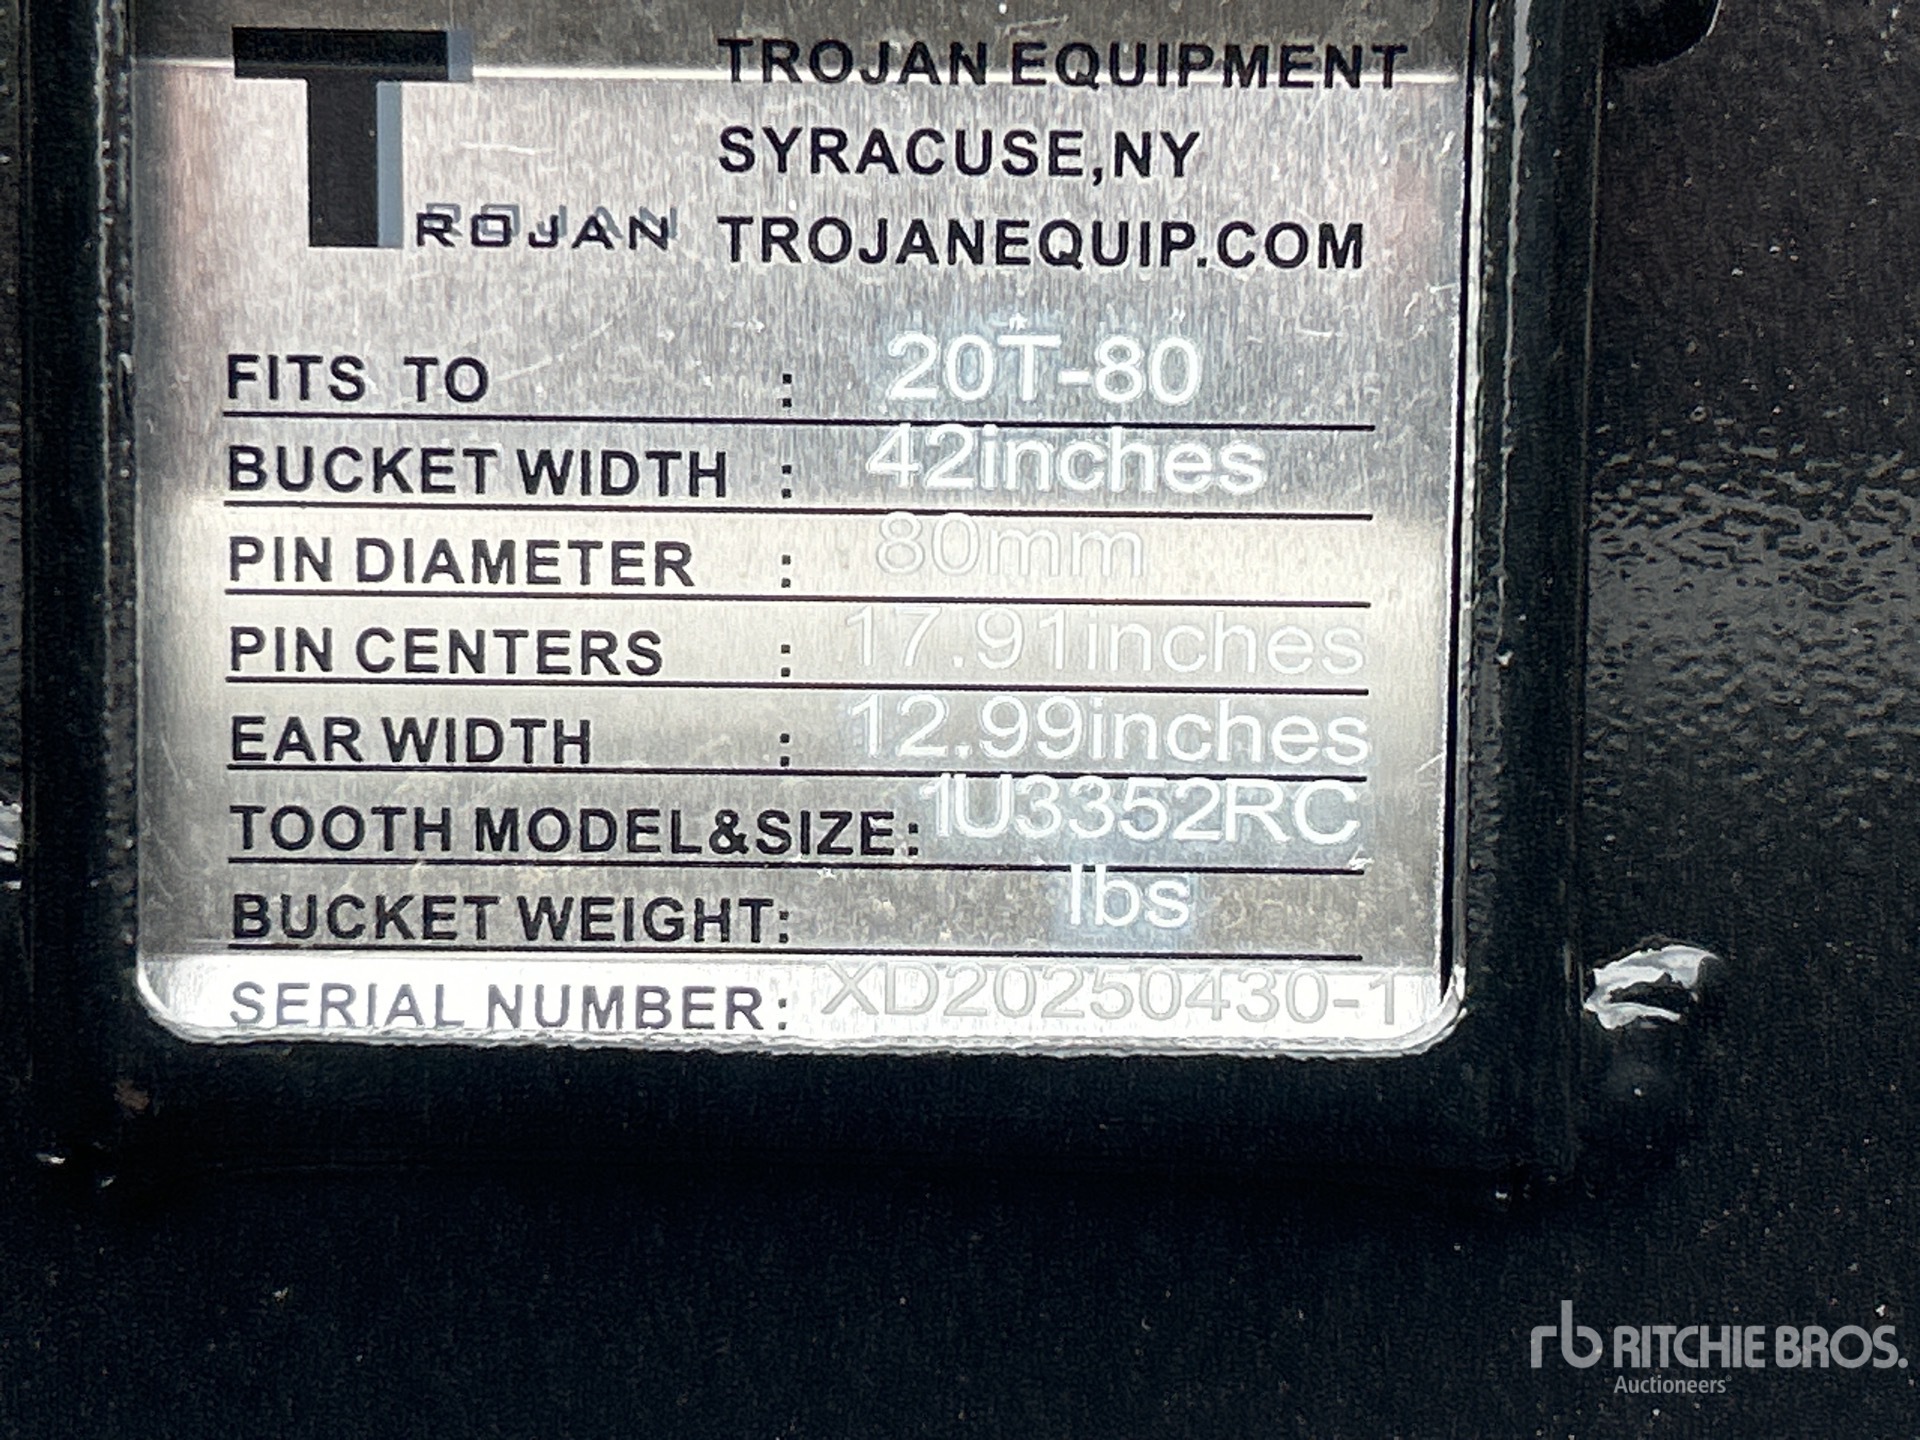 TROJAN EQUIPMENT
SYRACUSE,NY
TROJAN TROJANEQUIP.COM
FITS TO : 20T-80
BUCKET WIDTH : 42inches
PIN DIAMETER : 80mm
PIN CENTERS : 17.91inches
EAR WIDTH : 12.99inches
TOOTH MODEL&SIZE: 1U3352RC
BUCKET WEIGHT: lbs
SERIAL NUMBER: XD20250430-1
rb RITCHIE BROS.
Auctioneers